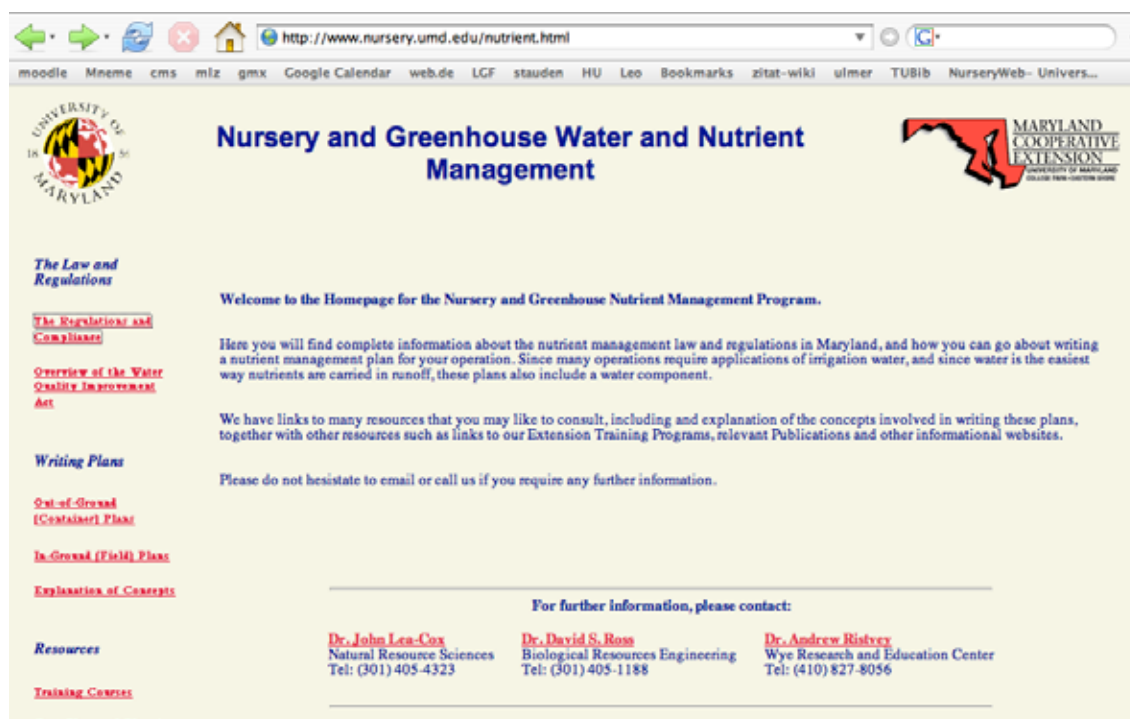 http://www.nursery.umd.edu/nutrient.html
G
moodle Mneme cms mlz gmx Google Calendar web.de LGF stauden HU Leo Bookmarks zitat-wiki ulmer TUBib NurseryWeb- Univers...
UNIVERSITY OF
18 56
MARYLAND
Nursery and Greenhouse Water and Nutrient
Management
MARYLAND
COOPERATIVE
EXTENSION
UNIVERSITY OF MARYLAND
COLLEGE PARK • EASTERN SHORE
The Law and
Regulations
The Regulations and
Compliance
Overview of the Water
Quality Improvement
Act
Writing Plans
Out-of-Ground
(Container) Plans
In-Ground (Field) Plans
Explanation of Concepts
Resources
Training Courses
Welcome to the Homepage for the Nursery and Greenhouse Nutrient Management Program.
Here you will find complete information about the nutrient management law and regulations in Maryland, and how you can go about writing
a nutrient management plan for your operation. Since many operations require applications of irrigation water, and since water is the easiest
way nutrients are carried in runoff, these plans also include a water component.
We have links to many resources that you may like to consult, including and explanation of the concepts involved in writing these plans,
together with other resources such as links to our Extension Training Programs, relevant Publications and other informational websites.
Please do not hesistate to email or call us if you require any further information.
For further information, please contact:
Dr. John Lea-Cox
Natural Resource Sciences
Tel: (301) 405-4323
Dr. David S. Ross
Biological Resources Engineering
Tel: (301) 405-1188
Dr. Andrew Ristvey
Wye Research and Education Center
Tel: (410) 827-8056